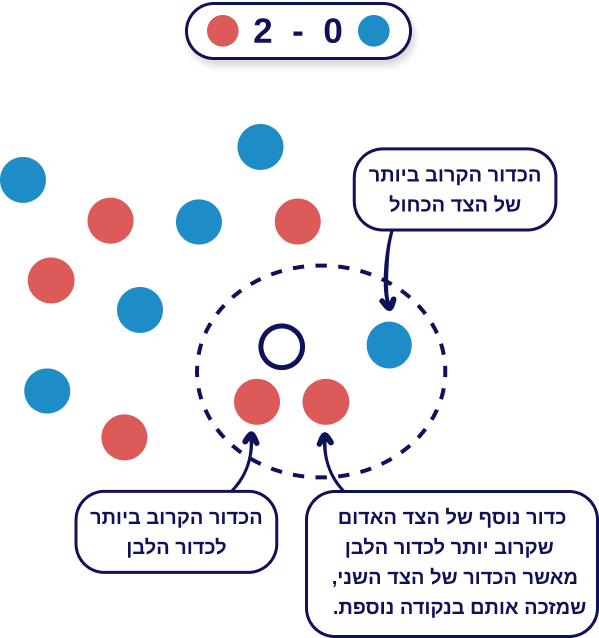 2 - 0
הכדור הקרוב ביותר
של הצד הכחול
הכדור הקרוב ביותר
לכדור הלבן
כדור נוסף של הצד האדום
שקרוב יותר לכדור הלבן
מאשר הכדור של הצד השני,
שמזכה אותם בנקודה נוספת.